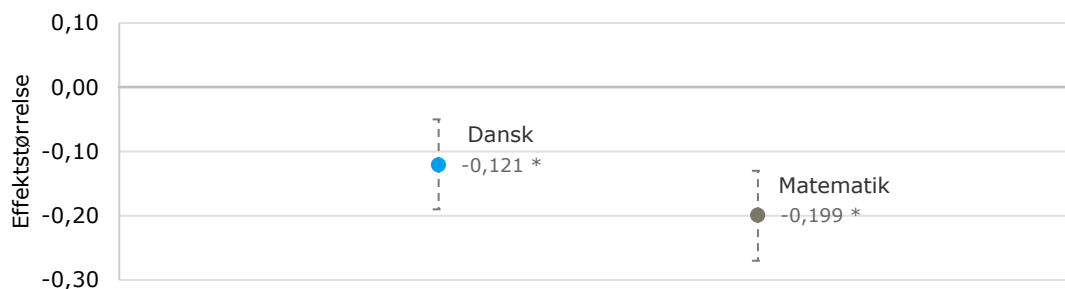 Effektstørrelse
0,10
0,00
-0,10
-0,20
-0,30
Dansk
-0,121 *
Matematik
-0,199 *